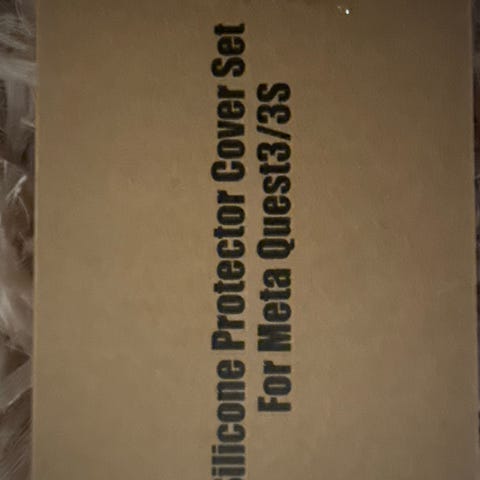 Silicone Protector Cover Set
For Meta Quest3/3S